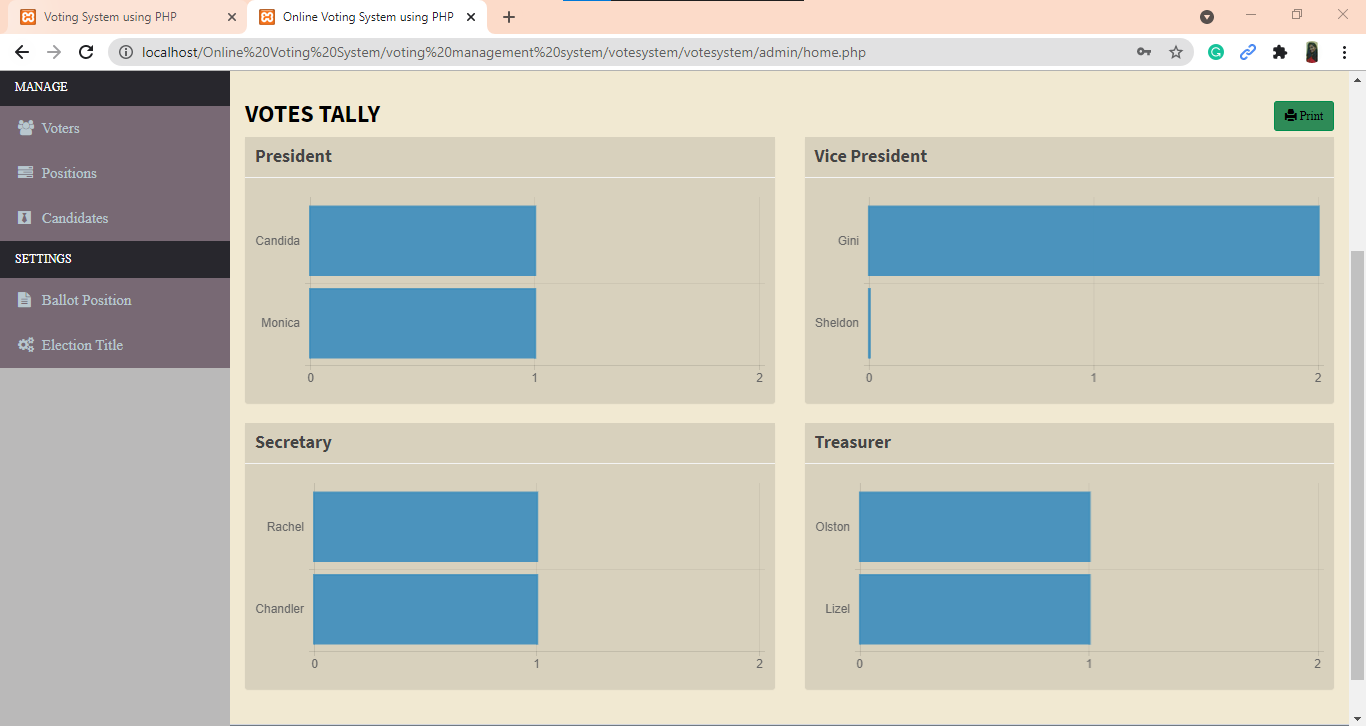 Voting System using PHP
Online Voting System using PHP
localhost/Online%20Voting%20System/voting%20management%20system/votesystem/votesystem/admin/home.php
MANAGE
Voters
Positions
Candidates
SETTINGS
Ballot Position
Election Title
VOTES TALLY
Print
President
Candida
Monica
0 1 2
Vice President
Gini
Sheldon
0 1 2
Secretary
Rachel
Chandler
0 1 2
Treasurer
Olston
Lizel
0 1 2